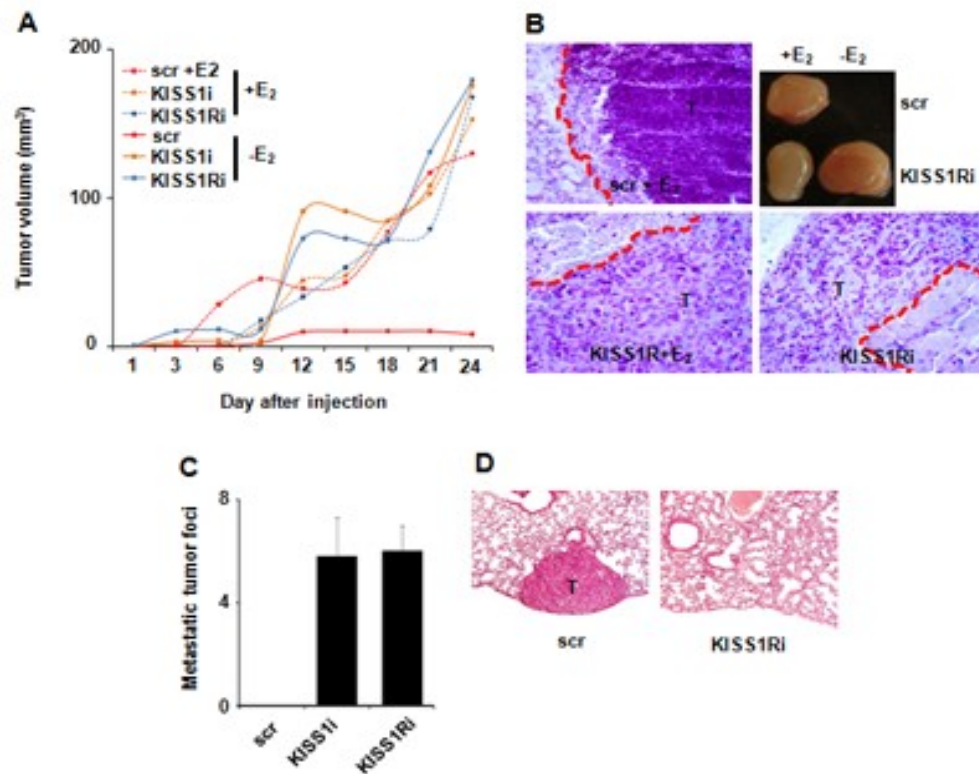 A
200
100
0
Tumor volume (mm³)
scr +E2
KISS1i
KISS1Ri
+E₂
scr
KISS1i
KISS1Ri
-E₂
1 3 6 9 12 15 18 21 24
Day after injection
B
+E₂ -E₂
scr
KISS1Ri
T
scr + E₂
T
KISS1R+E₂
T
KISS1Ri
C
8
4
0
Metastatic tumor foci
scr
KISS1i
KISS1Ri
D
T
scr
KISS1Ri